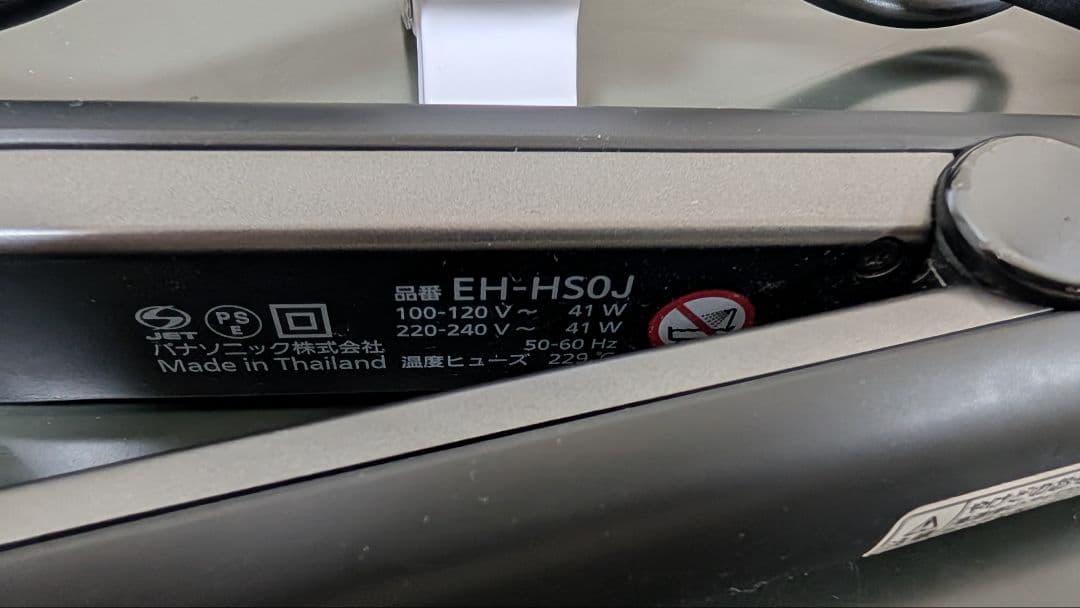 品番 EH-HS0J
100-120 V～ 41 W
220-240 V～ 41 W
50-60 Hz
JET
PS
E
パナソニック株式会社
Made in Thailand 温度ヒューズ 229 ℃